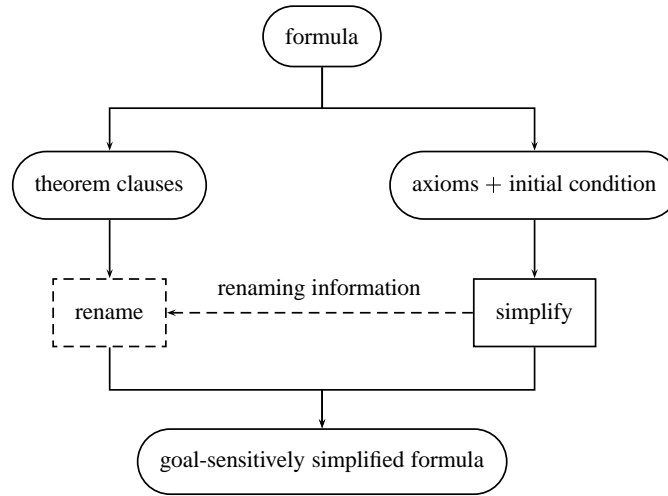 formula
theorem clauses
axioms + initial condition
renaming information
rename
simplify
goal-sensitively simplified formula